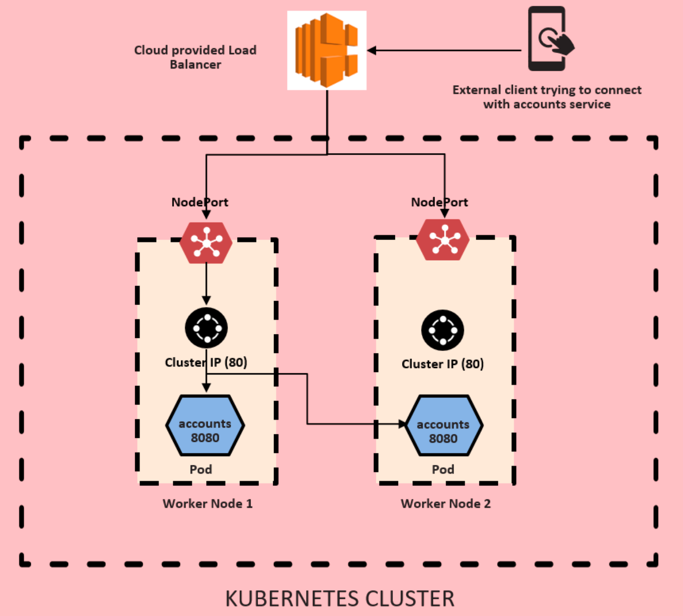 Cloud provided Load
Balancer
External client trying to connect
with accounts service
NodePort
NodePort
Cluster IP (80)
Cluster IP (80)
accounts
8080
accounts
8080
Pod
Pod
Worker Node 1
Worker Node 2
KUBERNETES CLUSTER